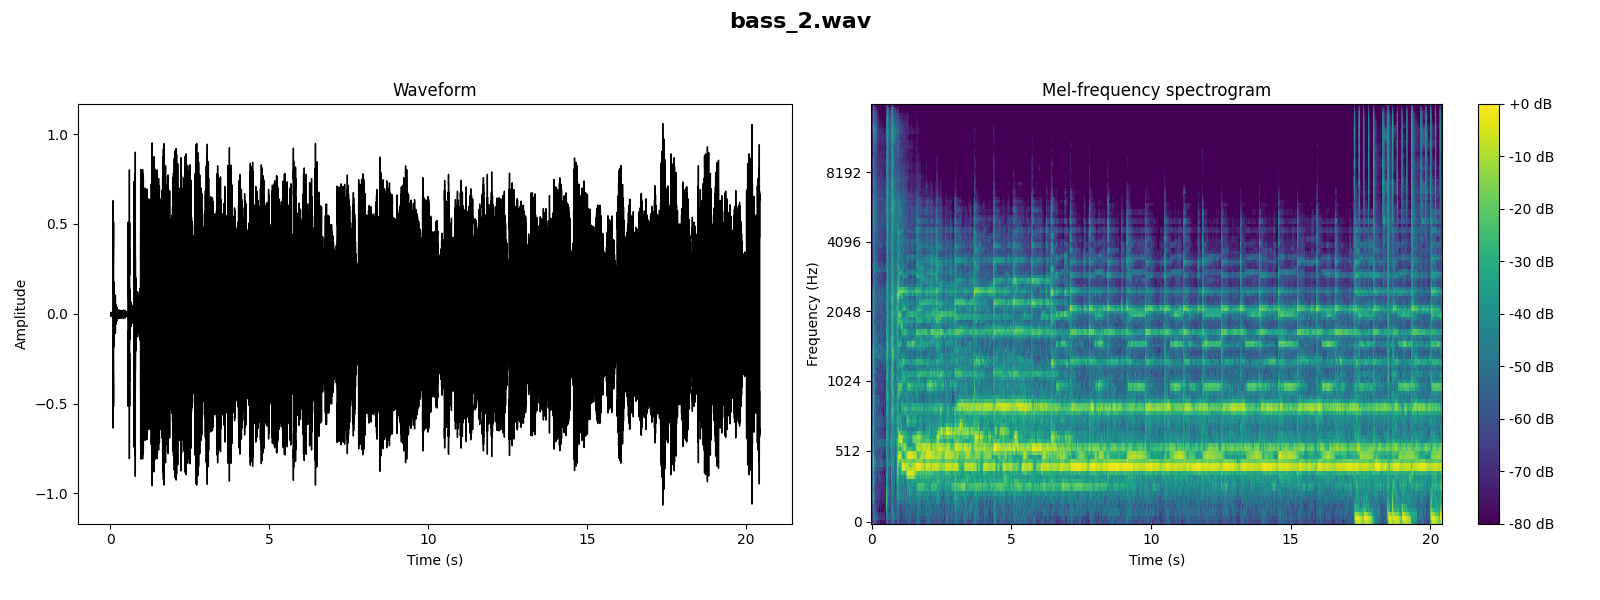 bass_2.wav
Waveform
Amplitude
1.0
0.5
0.0
−0.5
−1.0
0
5
10
15
20
Time (s)
Mel-frequency spectrogram
Frequency (Hz)
8192
4096
2048
1024
512
0
0
5
10
15
20
Time (s)
+0 dB
-10 dB
-20 dB
-30 dB
-40 dB
-50 dB
-60 dB
-70 dB
-80 dB